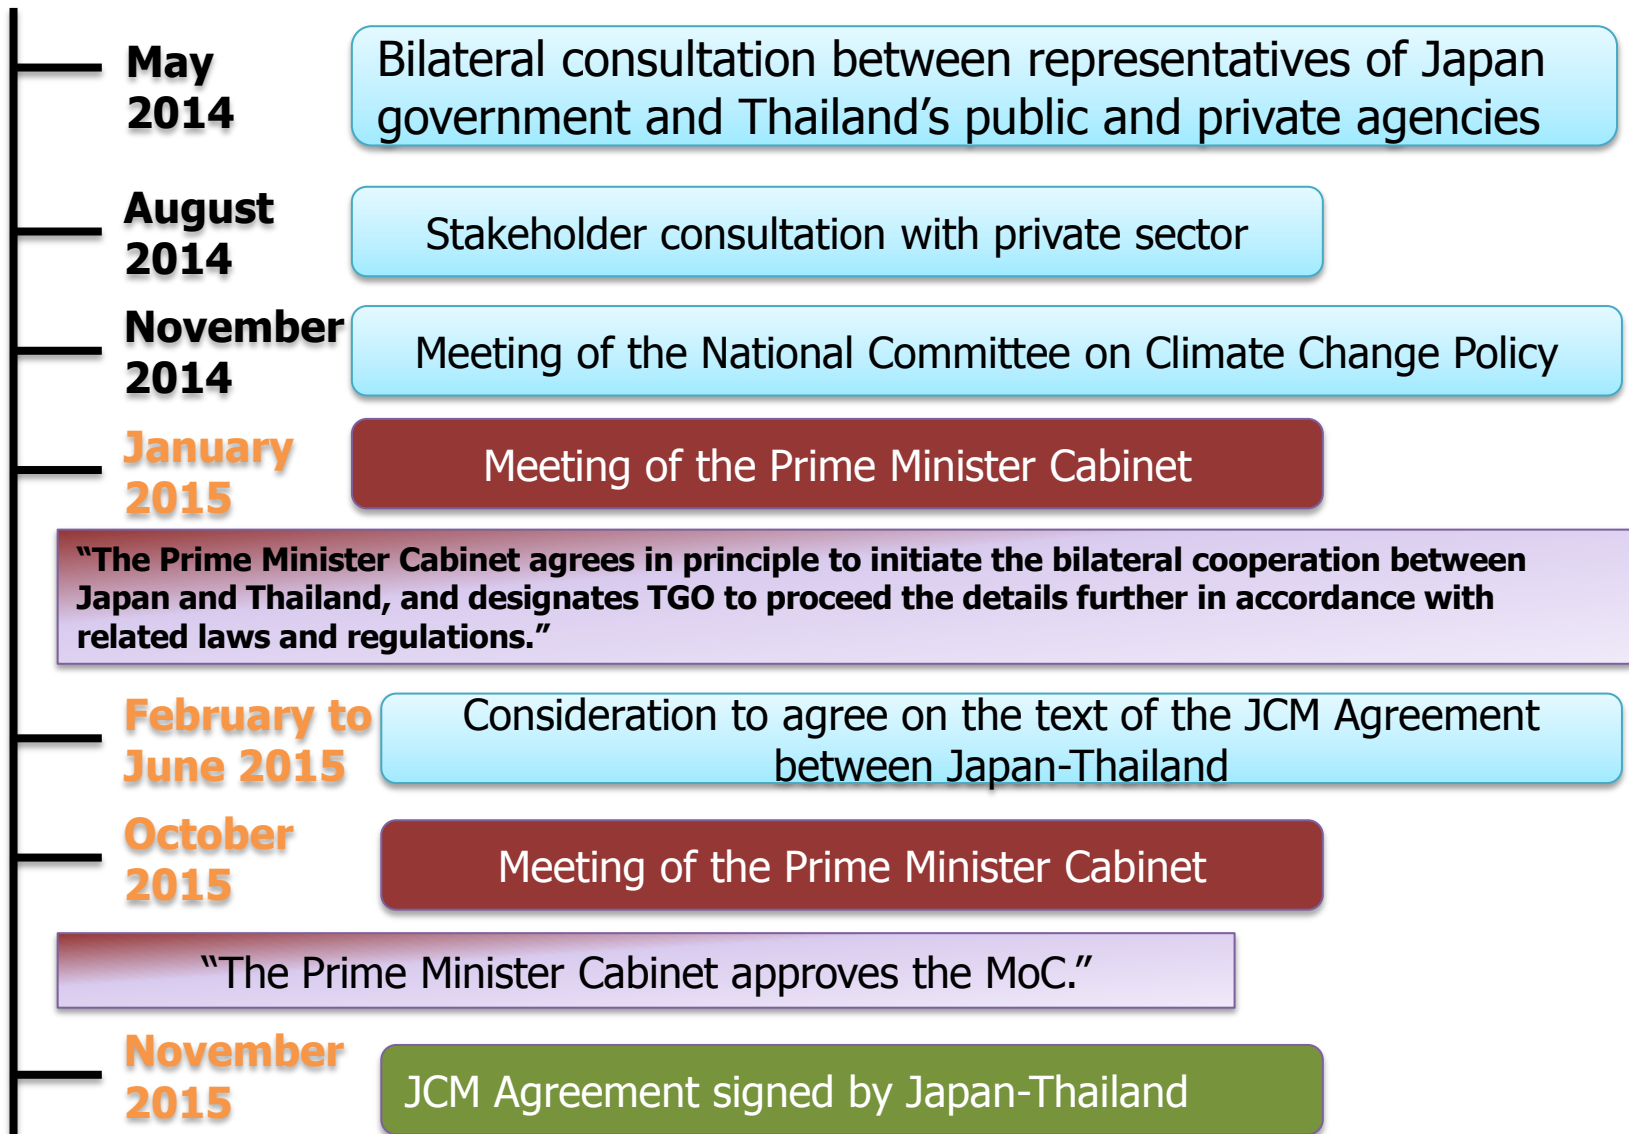 May
2014
Bilateral consultation between representatives of Japan
government and Thailand’s public and private agencies
August
2014
Stakeholder consultation with private sector
November
2014
Meeting of the National Committee on Climate Change Policy
January
2015
Meeting of the Prime Minister Cabinet
“The Prime Minister Cabinet agrees in principle to initiate the bilateral cooperation between
Japan and Thailand, and designates TGO to proceed the details further in accordance with
related laws and regulations.”
February to
June 2015
Consideration to agree on the text of the JCM Agreement
between Japan-Thailand
October
2015
Meeting of the Prime Minister Cabinet
“The Prime Minister Cabinet approves the MoC.”
November
2015
JCM Agreement signed by Japan-Thailand